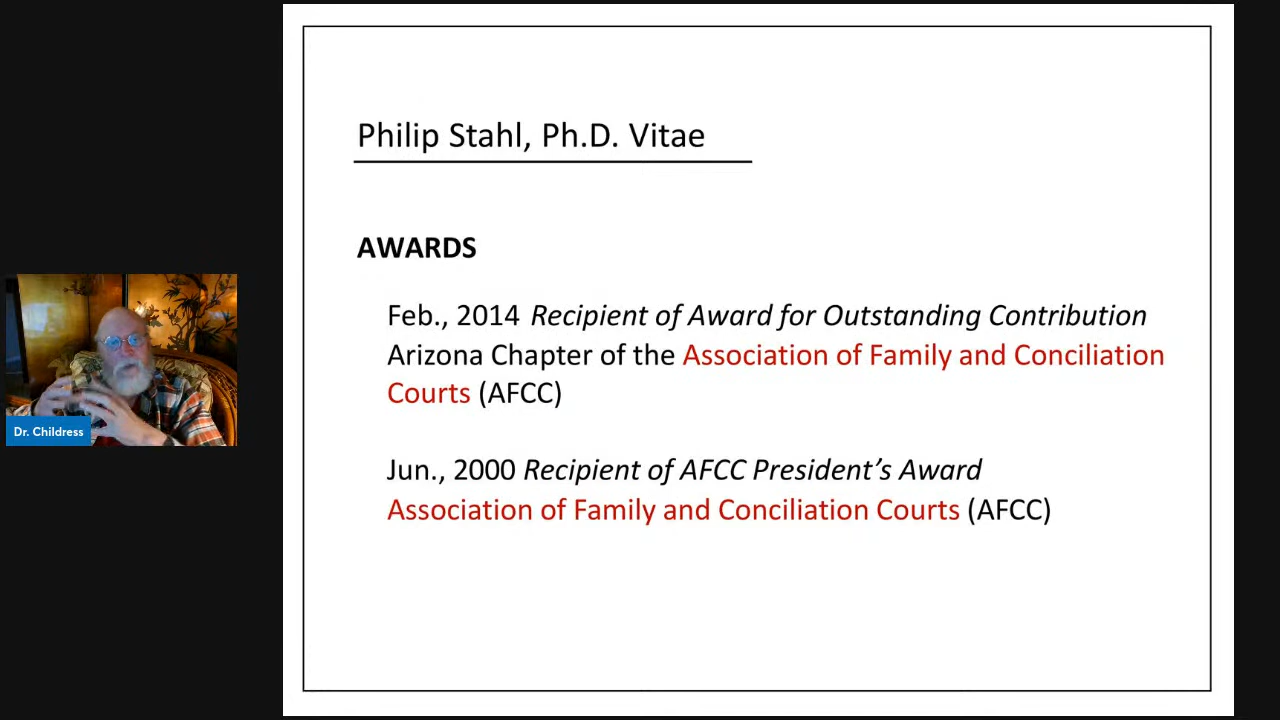 Philip Stahl, Ph.D. Vitae
AWARDS
Feb., 2014 Recipient of Award for Outstanding Contribution
Arizona Chapter of the Association of Family and Conciliation
Courts (AFCC)
Jun., 2000 Recipient of AFCC President’s Award
Association of Family and Conciliation Courts (AFCC)
Dr. Childress